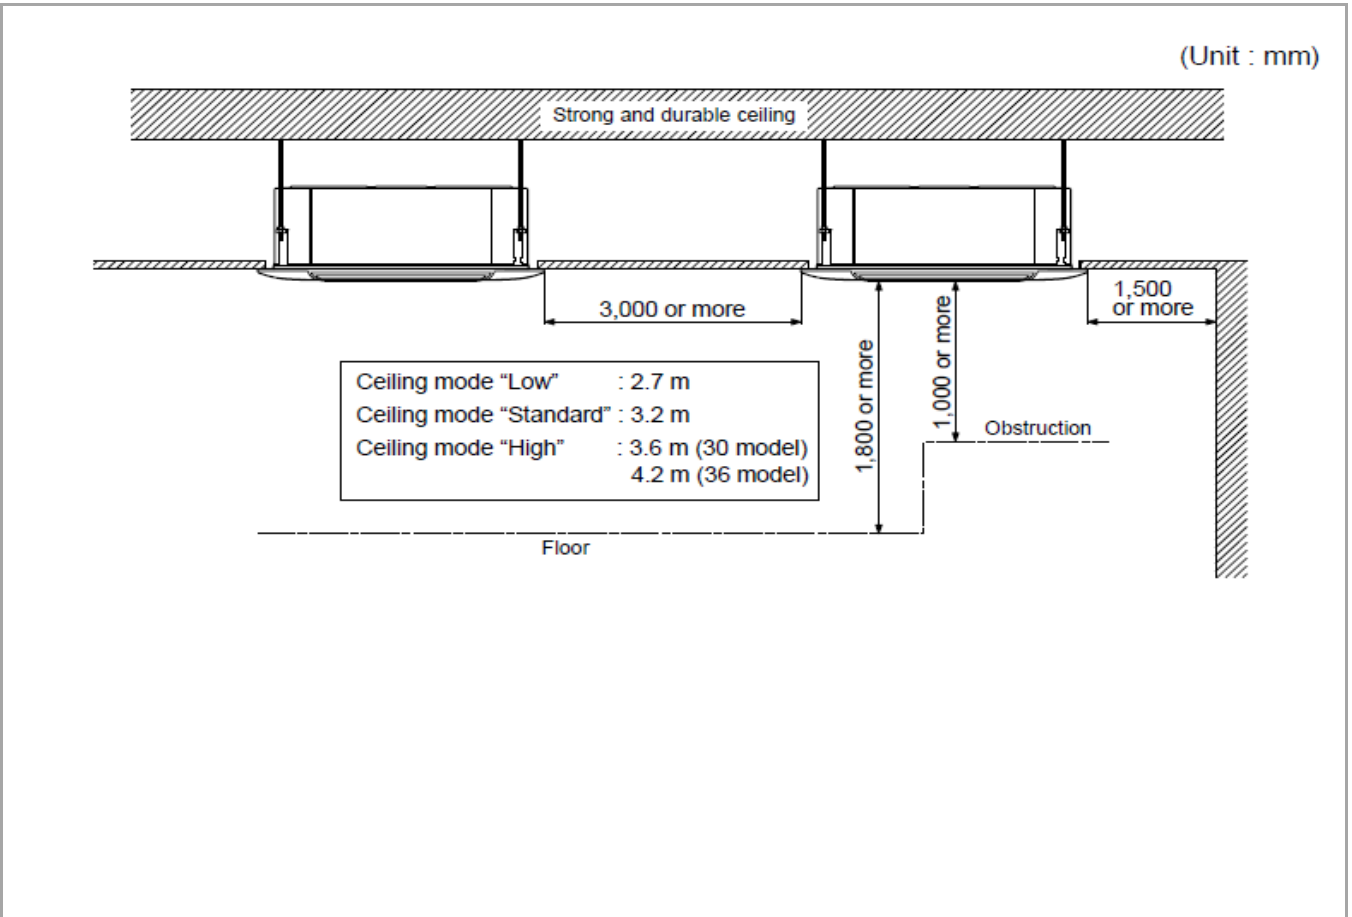 (Unit : mm)
Strong and durable ceiling
3,000 or more
1,500
or more
1,800 or more
1,000 or more
Ceiling mode “Low” : 2.7 m
Ceiling mode “Standard” : 3.2 m
Ceiling mode “High” : 3.6 m (30 model)
4.2 m (36 model)
Obstruction
Floor